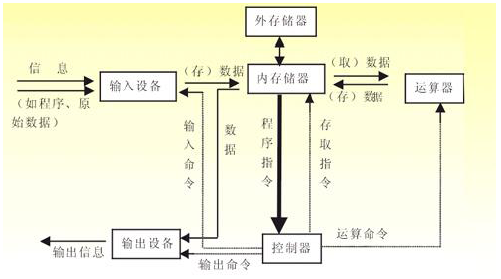 外存储器
信 息
(存) 数据
(取) 数据
输入设备
内存储器
运算器
(如程序、原
始数据)
(存) 数据
输入命令
数据
程序指令
存取指令
输出设备
控制器
运算命令
输出信息
输出命令